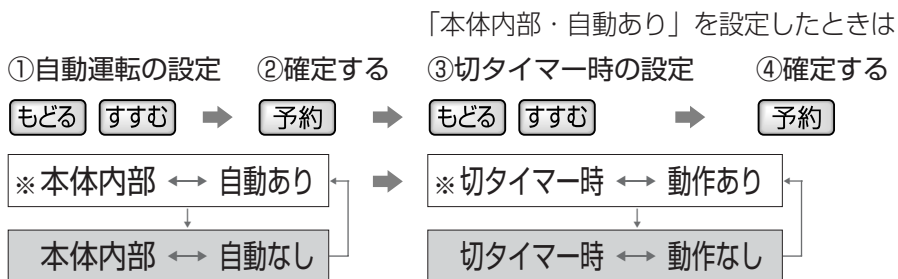 「本体内部・自動あり」を設定したときは
①自動運転の設定 ②確定する ③切タイマー時の設定 ④確定する
もどる すすむ 予約 もどる すすむ 予約
※本体内部 ↔ 自動あり ※切タイマー時 ↔ 動作あり
本体内部 ↔ 自動なし 切タイマー時 ↔ 動作なし